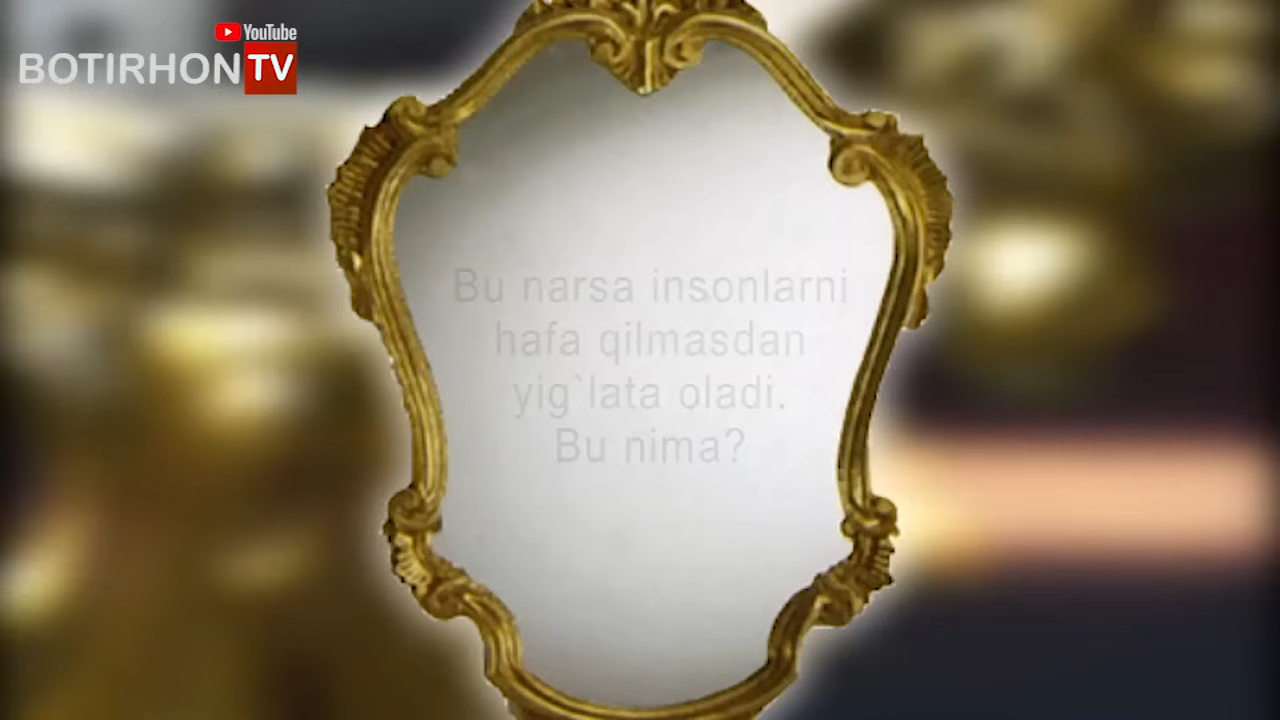 YouTube
BOTIRHON TV
Bu narsa insonlarni
hafa qilmasdan
yig`lata oladi.
Bu nima?